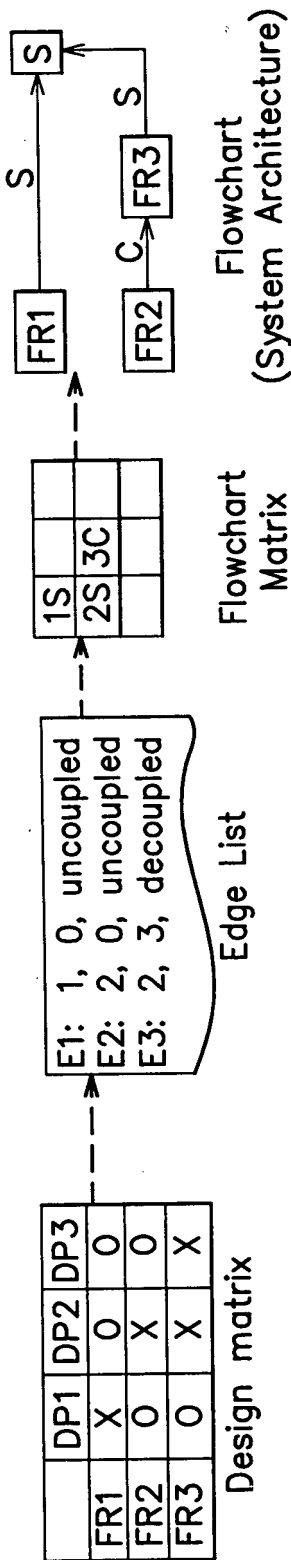 DP1 DP2 DP3
FR1 X O O
FR2 O X O
FR3 O X X
Design matrix
E1: 1, 0, uncoupled
E2: 2, 0, uncoupled
E3: 2, 3, decoupled
Edge List
1S
2S 3C
Flowchart
Matrix
FR1 S S
FR2 C FR3 S
Flowchart
(System Architecture)